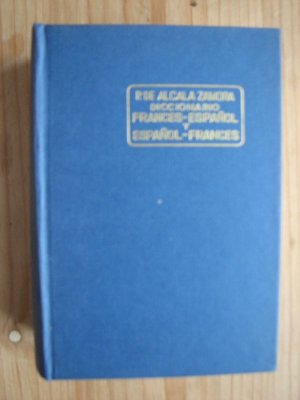 P. DE ALCALA ZAMORA
DICCIONARIO
FRANCES-ESPAÑOL
Y
ESPAÑOL-FRANCES